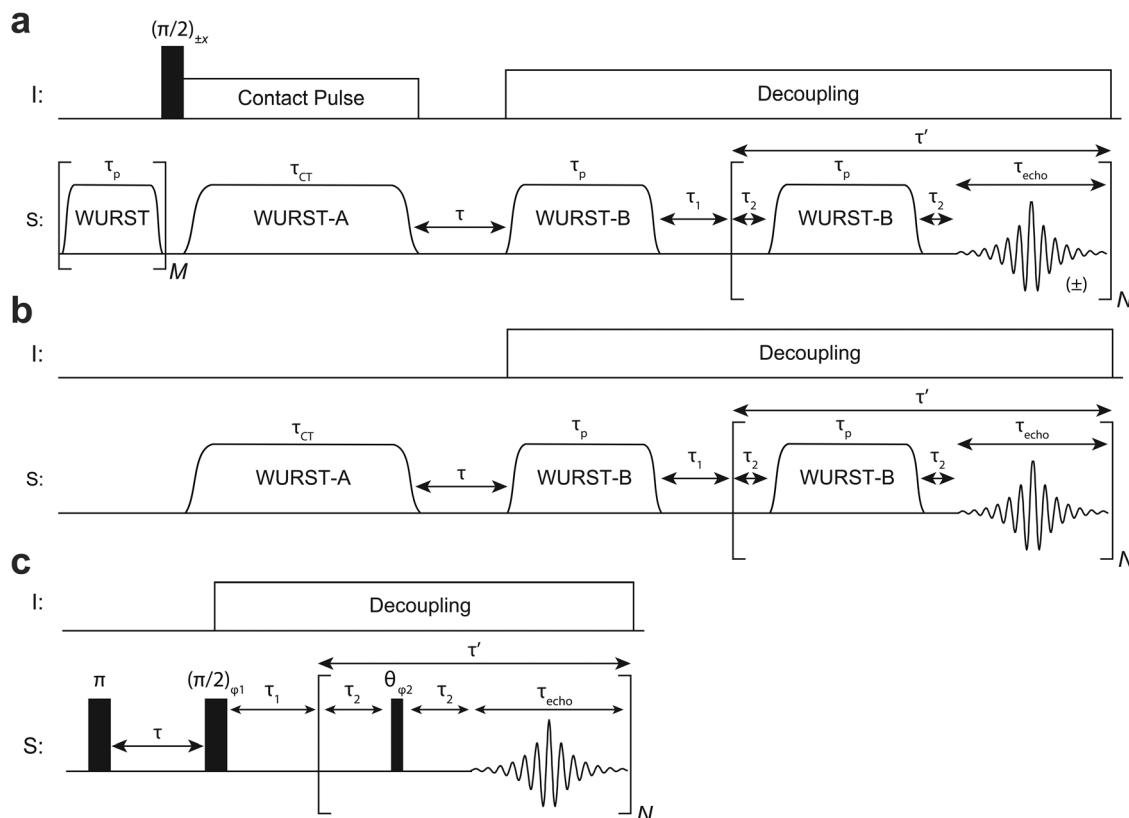 a
(π/2)±x
I:
Contact Pulse
Decoupling
τ'
τp
τCT
τp
τp
τecho
S:
WURST
WURST-A
τ
WURST-B
τ1
τ2
WURST-B
τ2
(±)
M
N
b
I:
Decoupling
τ'
τCT
τp
τp
τecho
S:
WURST-A
τ
WURST-B
τ1
τ2
WURST-B
τ2
N
c
I:
Decoupling
τ'
π
(π/2)φ1
τ1
τ2
θφ2
τ2
τecho
S:
τ
N